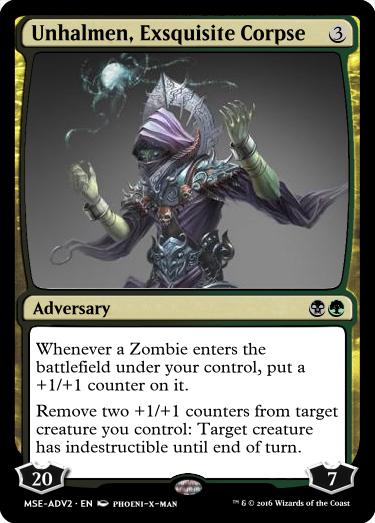 Unhalmen, Exsquisite Corpse 3
Adversary
Whenever a Zombie enters the
battlefield under your control, put a
+1/+1 counter on it.
Remove two +1/+1 counters from target
creature you control: Target creature
has indestructible until end of turn.
20
7
MSE-ADV2 • EN PHOENI-X-MAN
™ & © 2016 Wizards of the Coast